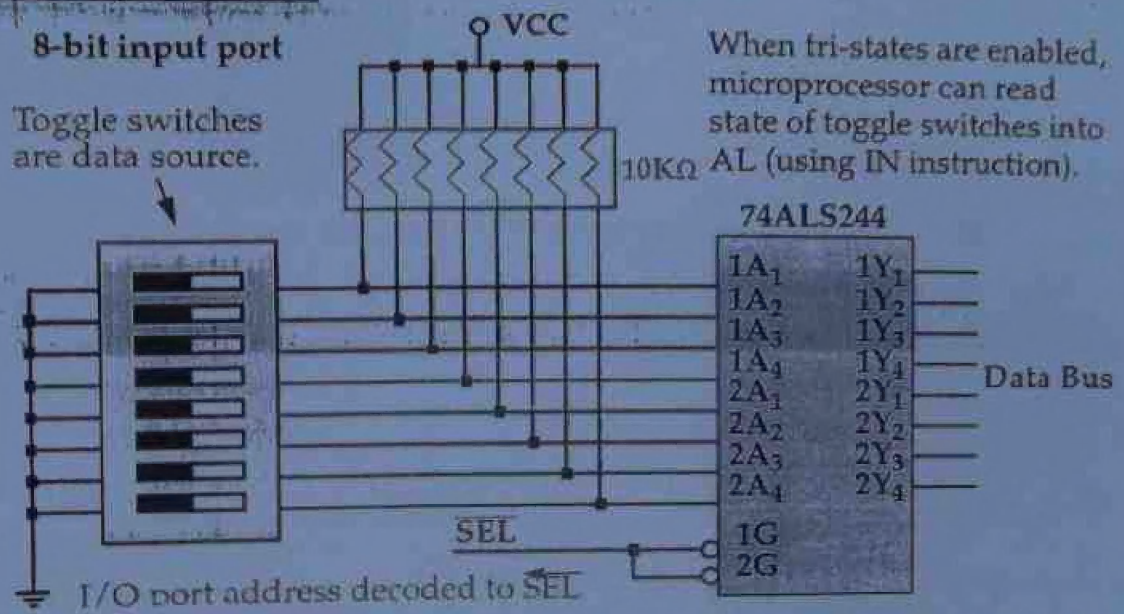 8-bit input port
VCC
When tri-states are enabled,
microprocessor can read
state of toggle switches into
AL (using IN instruction).
Toggle switches
are data source.
10KΩ
74ALS244
1A1 1Y1
1A2 1Y2
1A3 1Y3
1A4 1Y4
2A1 2Y1
2A2 2Y2
2A3 2Y3
2A4 2Y4
Data Bus
SEL
1G
2G
I/O port address decoded to SEL